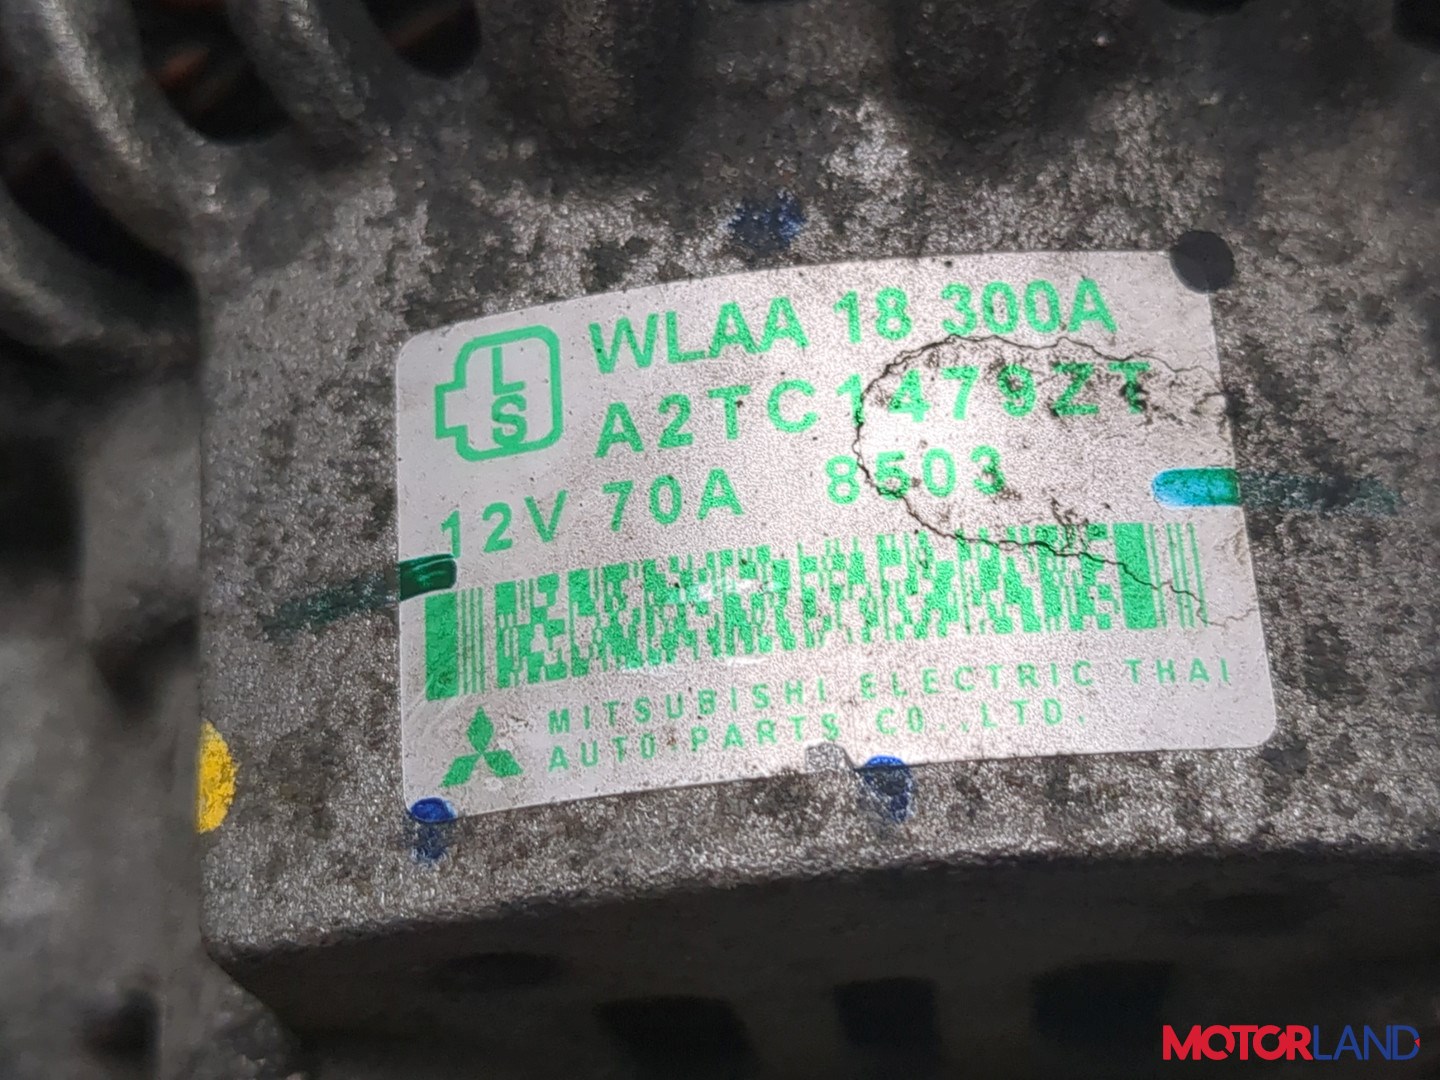 L
S
WLAA 18 300A
A2TC1479ZT
12V 70A 8503
MITSUBISHI ELECTRIC THAI
AUTO-PARTS CO.,LTD.
MOTORLAND